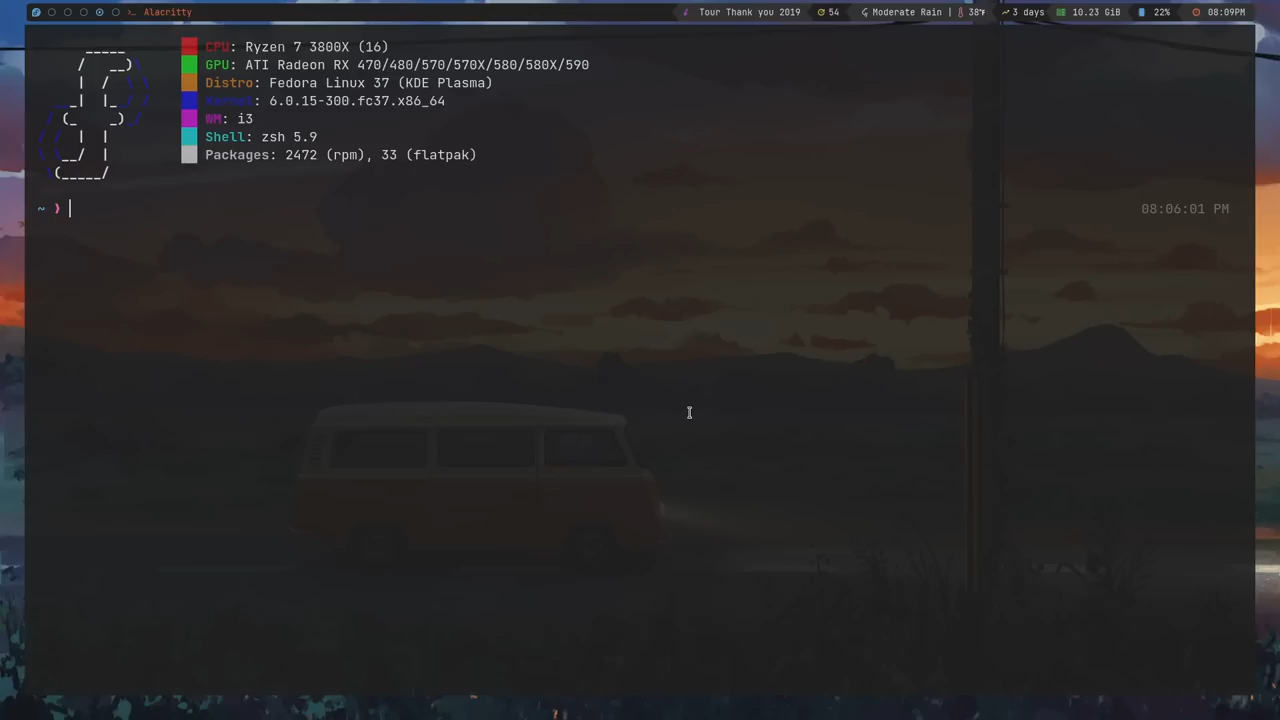 Alacritty
Tour Thank you 2019 54 Moderate Rain | 38°F 3 days 10.23 GiB 22% 08:09PM
CPU: Ryzen 7 3800X (16)
GPU: ATI Radeon RX 470/480/570/570X/580/580X/590
Distro: Fedora Linux 37 (KDE Plasma)
Kernel: 6.0.15-300.fc37.x86_64
WM: i3
Shell: zsh 5.9
Packages: 2472 (rpm), 33 (flatpak)
~ ❯
08:06:01 PM